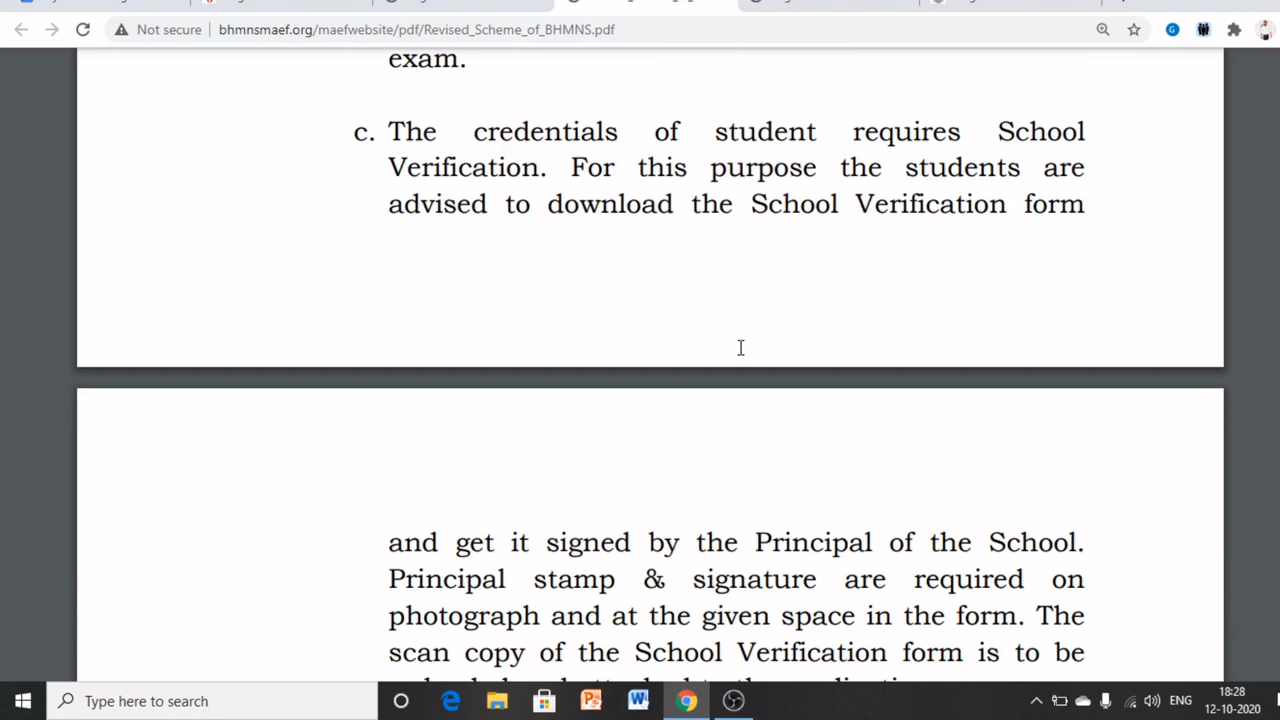 Not secure
bhmnsmaef.org/maefwebsite/pdf/Revised_Scheme_of_BHMNS.pdf
exam.
c. The credentials of student requires School
Verification. For this purpose the students are
advised to download the School Verification form
and get it signed by the Principal of the School.
Principal stamp & signature are required on
photograph and at the given space in the form. The
scan copy of the School Verification form is to be
Type here to search
ENG
18:28
12-10-2020